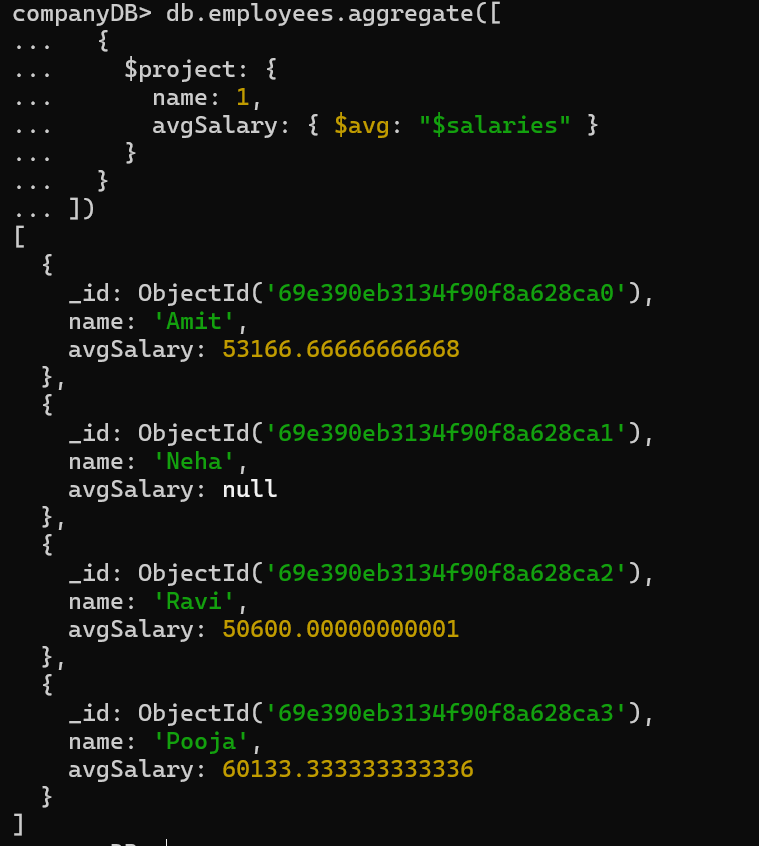 companyDB> db.employees.aggregate([
...   {
...     $project: {
...       name: 1,
...       avgSalary: { $avg: "$salaries" }
...     }
...   }
... ])
[
  {
    _id: ObjectId('69e390eb3134f90f8a628ca0'),
    name: 'Amit',
    avgSalary: 53166.66666666668
  },
  {
    _id: ObjectId('69e390eb3134f90f8a628ca1'),
    name: 'Neha',
    avgSalary: null
  },
  {
    _id: ObjectId('69e390eb3134f90f8a628ca2'),
    name: 'Ravi',
    avgSalary: 50600.00000000001
  },
  {
    _id: ObjectId('69e390eb3134f90f8a628ca3'),
    name: 'Pooja',
    avgSalary: 60133.333333333336
  }
]